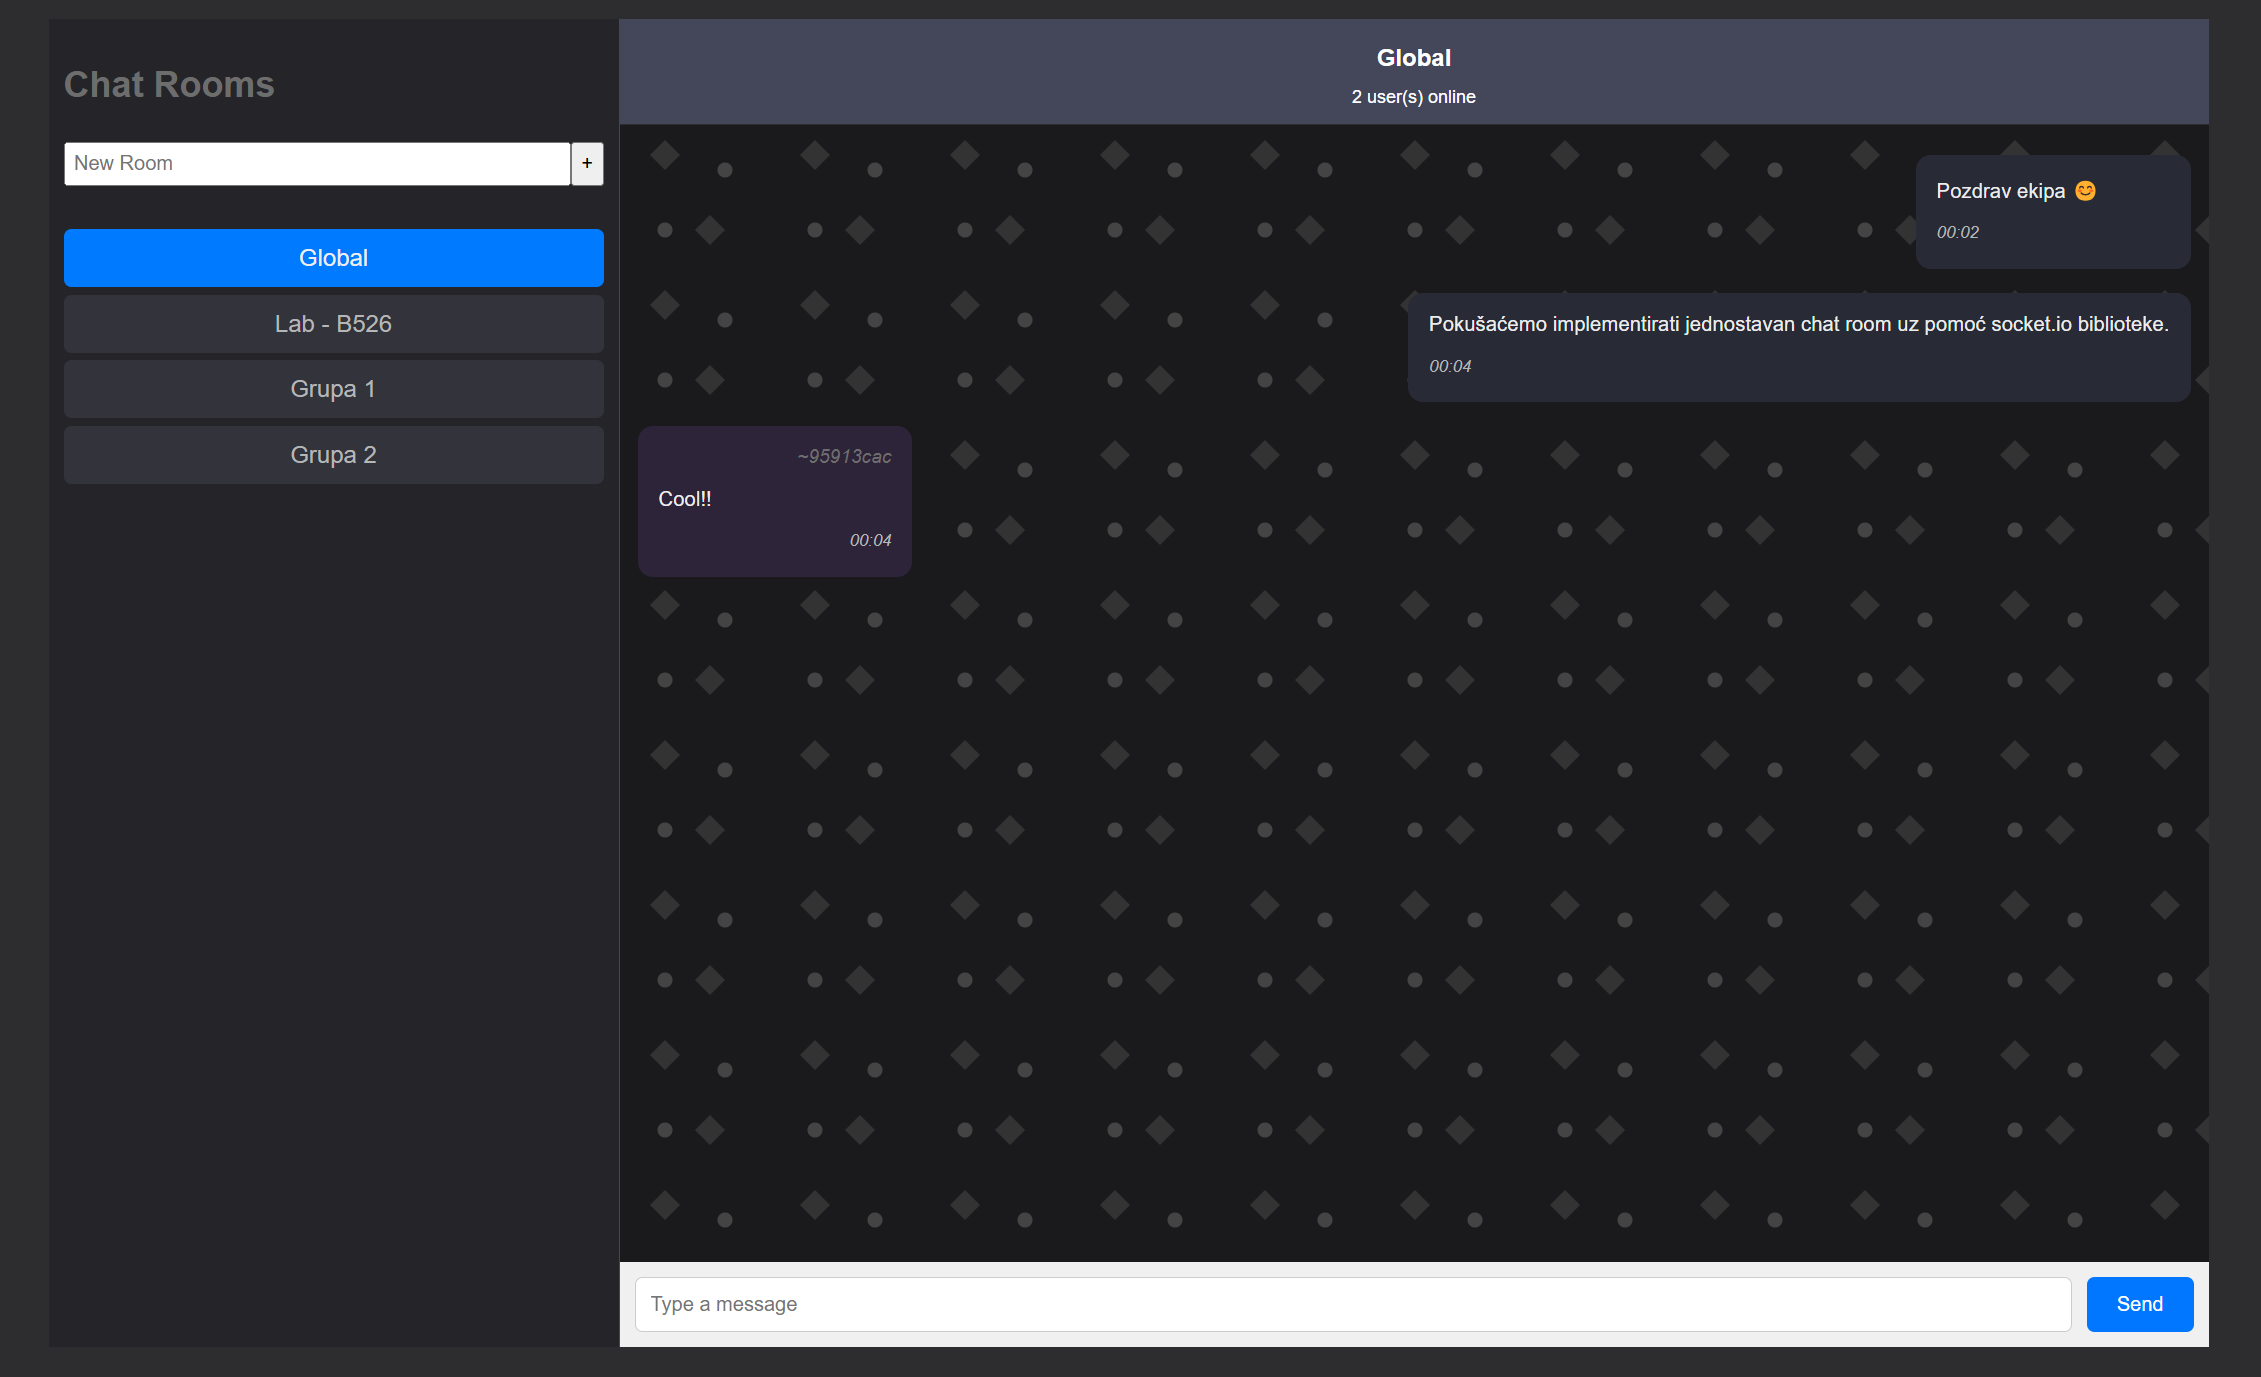 Chat Rooms
New Room
+
Global
Lab - B526
Grupa 1
Grupa 2
Global
2 user(s) online
Pozdrav ekipa 😊
00:02
Pokušaćemo implementirati jednostavan chat room uz pomoć socket.io biblioteke.
00:04
~95913cac
Cool!!
00:04
Type a message
Send